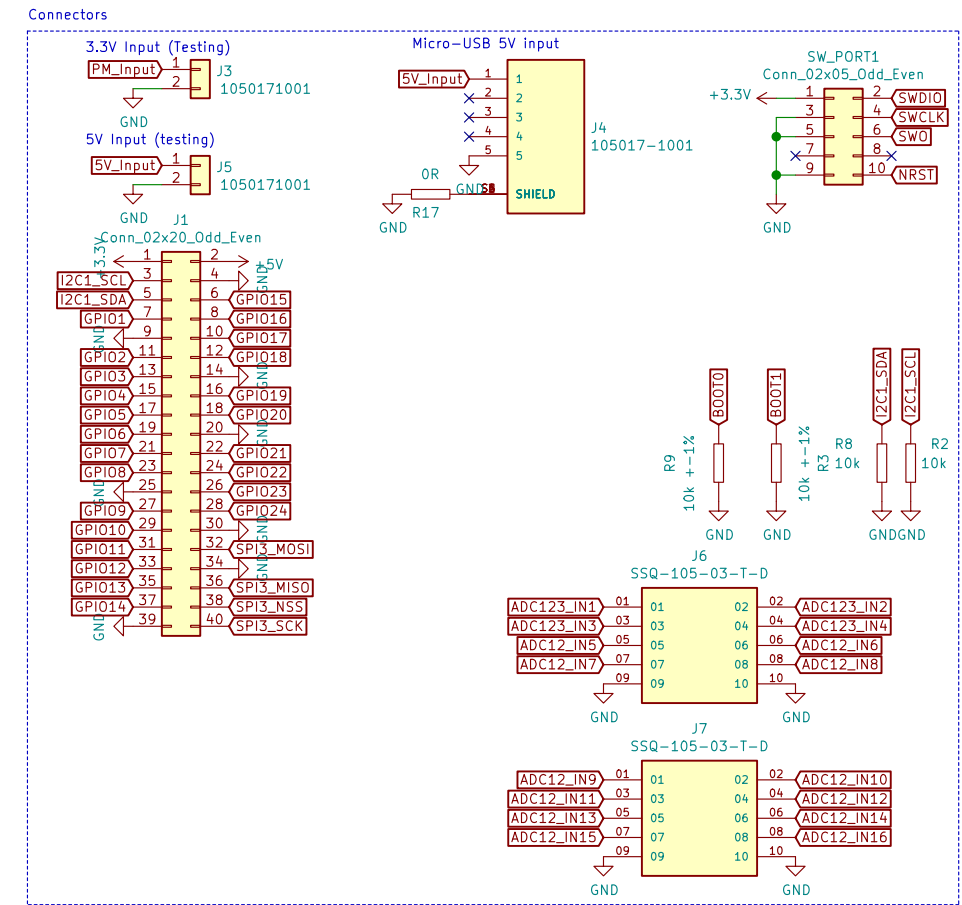 Connectors
3.3V Input (Testing)
PM_Input
1
2
J3
1050171001
GND
5V Input (testing)
5V_Input
1
2
J5
1050171001
GND
Micro-USB 5V input
5V_Input
1 1
2 2
3 3
4 4
5 5
GND
SHIELD
J4
105017-1001
0R
R17
GND
SW_PORT1
Conn_02x05_Odd_Even
+3.3V 1 2 SWDIO
3 4 SWCLK
5 6 SWO
7 8
9 10 NRST
GND
J1
Conn_02x20_Odd_Even
+3.3V 1 2 +5V
I2C1_SCL 3 4 GND
I2C1_SDA 5 6 GPIO15
GPIO1 7 8 GPIO16
GND 9 10 GPIO17
GPIO2 11 12 GPIO18
GPIO3 13 14 GND
GPIO4 15 16 GPIO19
GPIO5 17 18 GPIO20
GPIO6 19 20 GND
GPIO7 21 22 GPIO21
GPIO8 23 24 GPIO22
GND 25 26 GPIO23
GPIO9 27 28 GPIO24
GPIO10 29 30 GND
GPIO11 31 32 SPI3_MOSI
GPIO12 33 34 GND
GPIO13 35 36 SPI3_MISO
GPIO14 37 38 SPI3_NSS
GND 39 40 SPI3_SCK
BOOT0
R9
10k +-1%
GND
BOOT1
10k +-1%
R3
GND
I2C1_SDA
R8
10k
GND
I2C1_SCL
R2
10k
GND
J6
SSQ-105-03-T-D
ADC123_IN1 01 01 02 02 ADC123_IN2
ADC123_IN3 03 03 04 04 ADC123_IN4
ADC12_IN5 05 05 06 06 ADC12_IN6
ADC12_IN7 07 07 08 08 ADC12_IN8
09 09 10 10
GND GND
J7
SSQ-105-03-T-D
ADC12_IN9 01 01 02 02 ADC12_IN10
ADC12_IN11 03 03 04 04 ADC12_IN12
ADC12_IN13 05 05 06 06 ADC12_IN14
ADC12_IN15 07 07 08 08 ADC12_IN16
09 09 10 10
GND GND